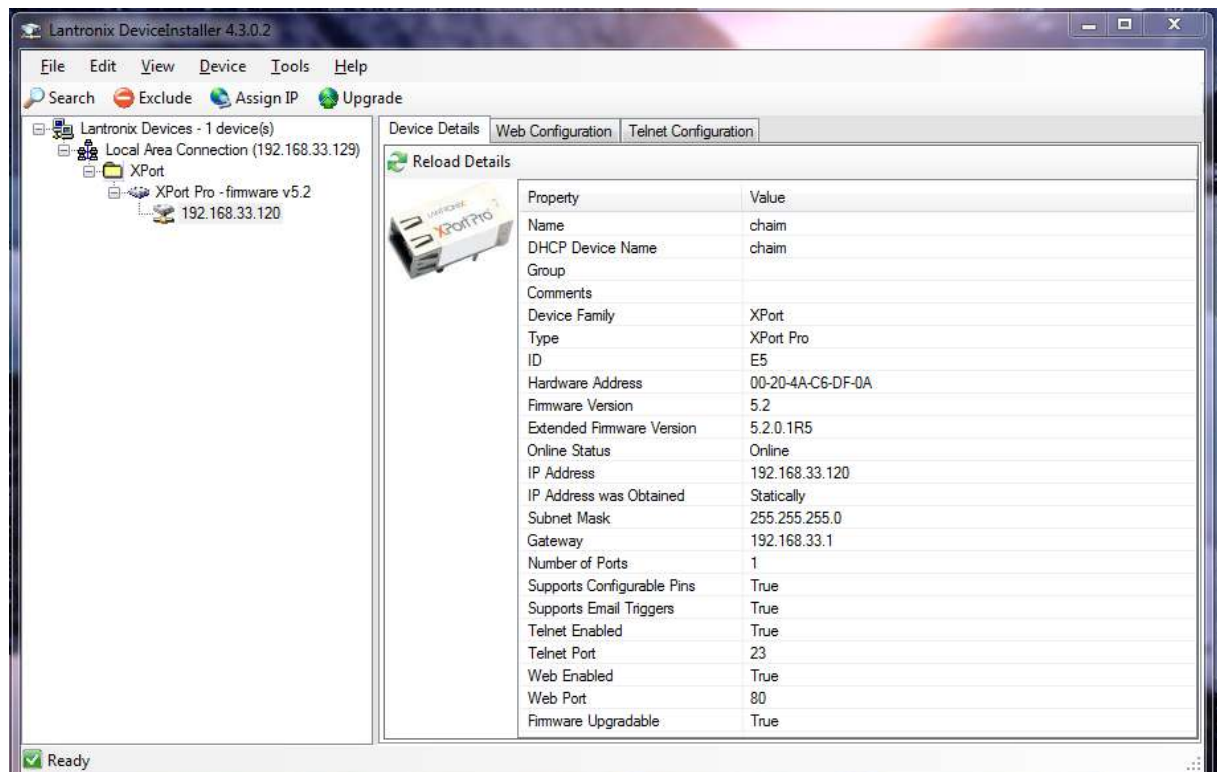 Lantronix DeviceInstaller 4.3.0.2
File Edit View Device Tools Help
Search Exclude Assign IP Upgrade
Lantronix Devices - 1 device(s)
Local Area Connection (192.168.33.129)
XPort
XPort Pro - firmware v5.2
192.168.33.120
Device Details Web Configuration Telnet Configuration
Reload Details
LANTRONIX
XPort Pro
Property Value
Name chaim
DHCP Device Name chaim
Group
Comments
Device Family XPort
Type XPort Pro
ID E5
Hardware Address 00-20-4A-C6-DF-0A
Firmware Version 5.2
Extended Firmware Version 5.2.0.1R5
Online Status Online
IP Address 192.168.33.120
IP Address was Obtained Statically
Subnet Mask 255.255.255.0
Gateway 192.168.33.1
Number of Ports 1
Supports Configurable Pins True
Supports Email Triggers True
Telnet Enabled True
Telnet Port 23
Web Enabled True
Web Port 80
Firmware Upgradable True
Ready